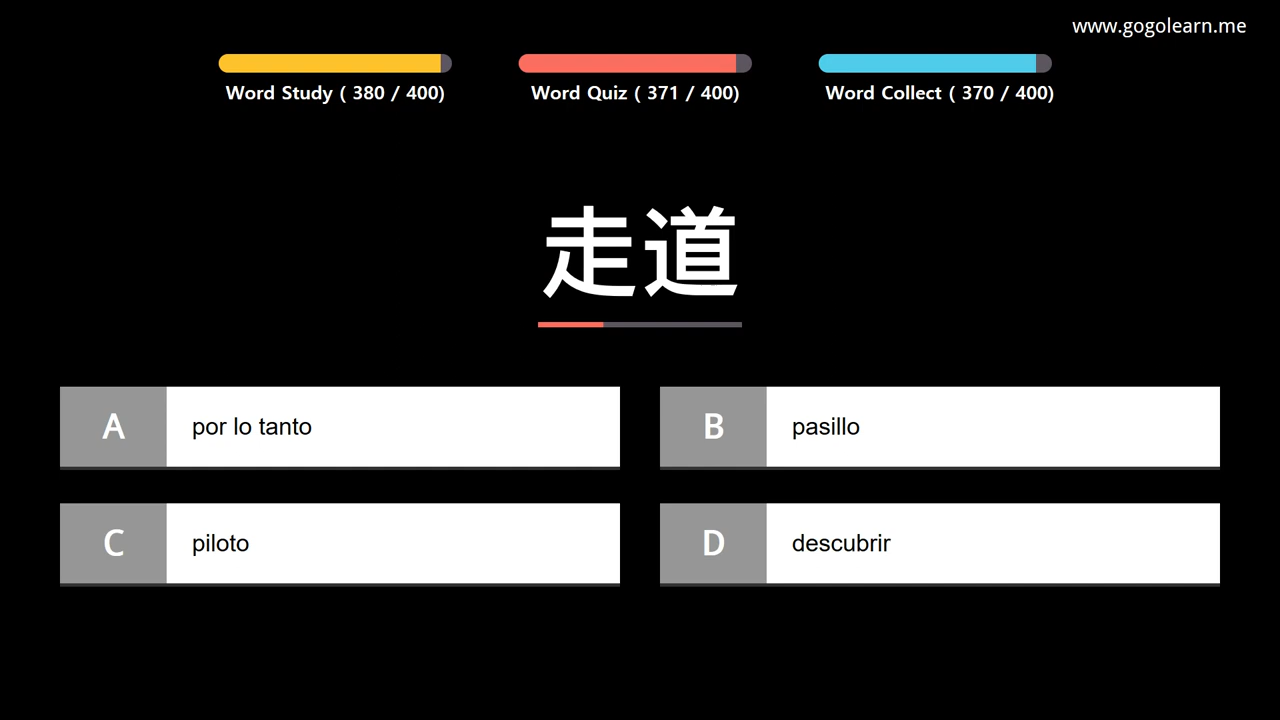 www.gogolearn.me
Word Study ( 380 / 400)
Word Quiz ( 371 / 400)
Word Collect ( 370 / 400)
走道
A por lo tanto
B pasillo
C piloto
D descubrir